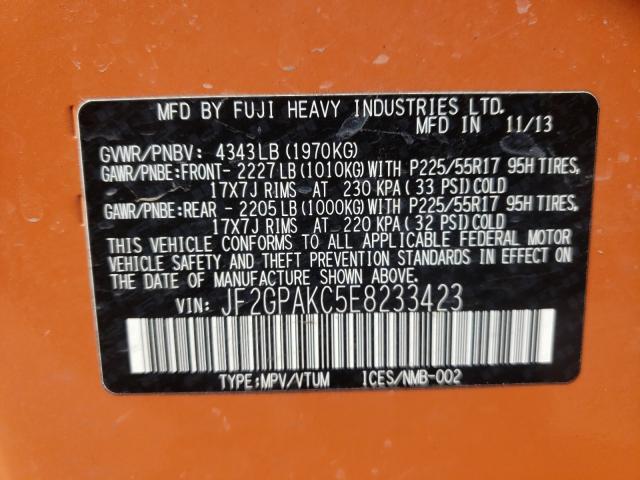 MFD BY FUJI HEAVY INDUSTRIES LTD.
MFD IN 11/13
GVWR/PNBV: 4343LB (1970KG)
GAWR/PNBE:FRONT- 2227LB (1010KG) WITH P225/55R17 95H TIRES,
17X7J RIMS AT 230 KPA (33 PSI) COLD
GAWR/PNBE:REAR - 2205LB (1000KG) WITH P225/55R17 95H TIRES,
17X7J RIMS AT 220 KPA (32 PSI) COLD
THIS VEHICLE CONFORMS TO ALL APPLICABLE FEDERAL MOTOR
VEHICLE SAFETY AND THEFT PREVENTION STANDARDS IN EFFECT ON
THE DATE OF MANUFACTURE SHOWN ABOVE.
VIN: JF2GPAKC5E8233423
TYPE:MPV/VTUM ICES/NMB-002